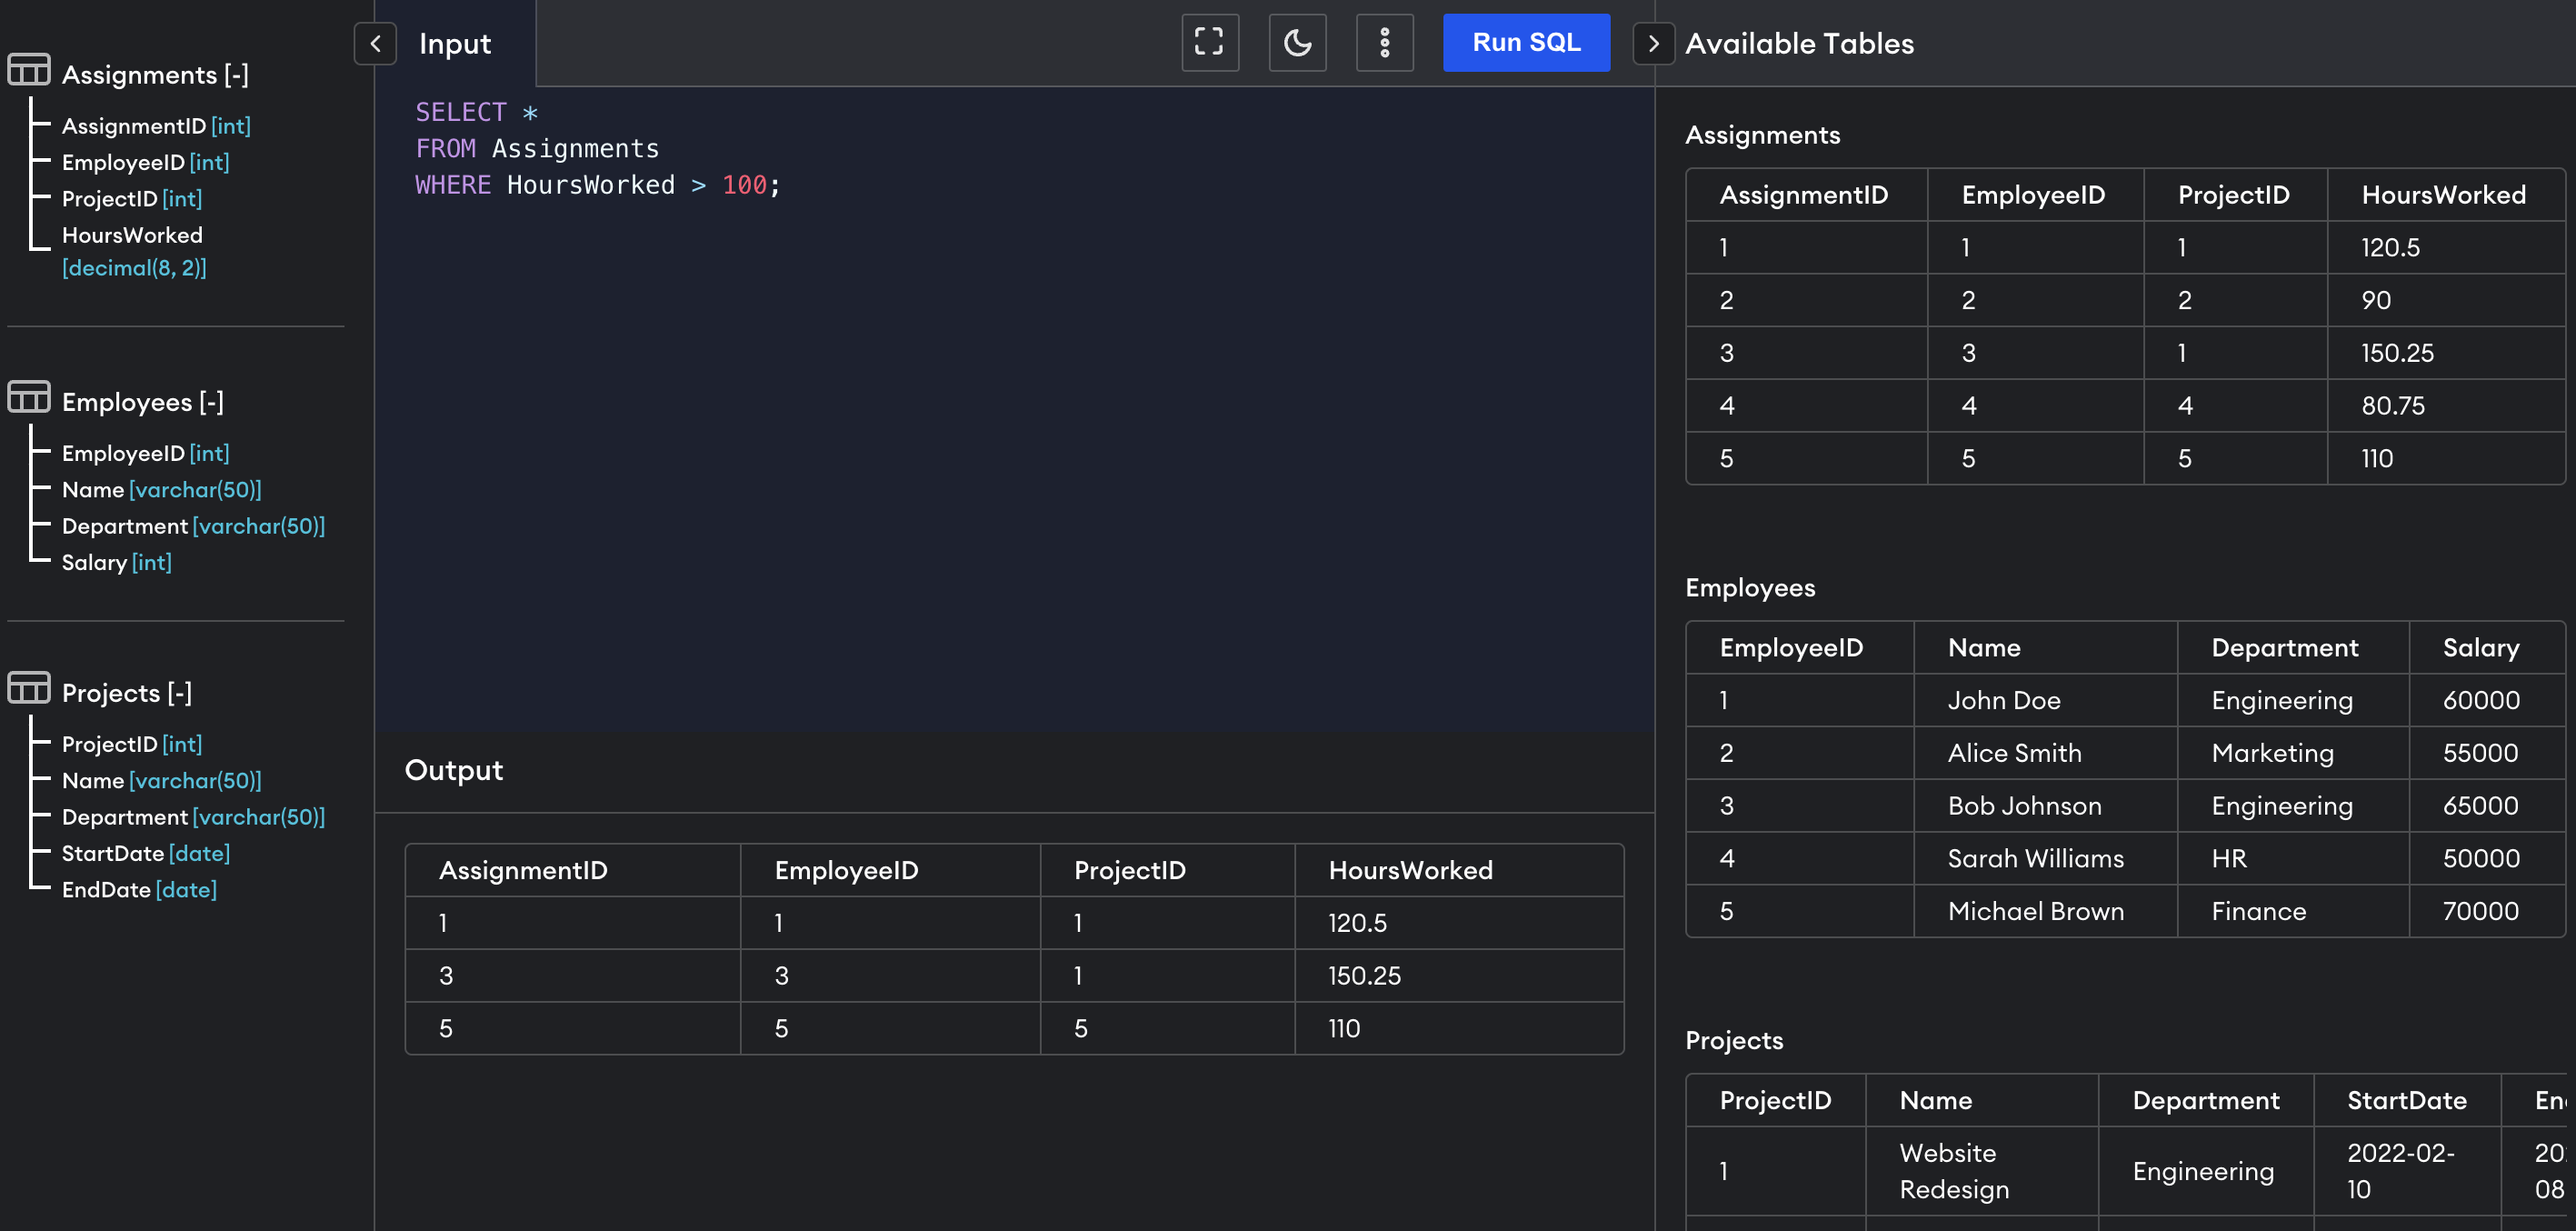 Assignments [-]
AssignmentID [int]
EmployeeID [int]
ProjectID [int]
HoursWorked
[decimal(8, 2)]
Employees [-]
EmployeeID [int]
Name [varchar(50)]
Department [varchar(50)]
Salary [int]
Projects [-]
ProjectID [int]
Name [varchar(50)]
Department [varchar(50)]
StartDate [date]
EndDate [date]
Input
Run SQL
SELECT *
FROM Assignments
WHERE HoursWorked > 100;
Output
AssignmentID EmployeeID ProjectID HoursWorked
1 1 1 120.5
3 3 1 150.25
5 5 5 110
Available Tables
Assignments
AssignmentID EmployeeID ProjectID HoursWorked
1 1 1 120.5
2 2 2 90
3 3 1 150.25
4 4 4 80.75
5 5 5 110
Employees
EmployeeID Name Department Salary
1 John Doe Engineering 60000
2 Alice Smith Marketing 55000
3 Bob Johnson Engineering 65000
4 Sarah Williams HR 50000
5 Michael Brown Finance 70000
Projects
ProjectID Name Department StartDate
1 Website Redesign Engineering 2022-02-10
08